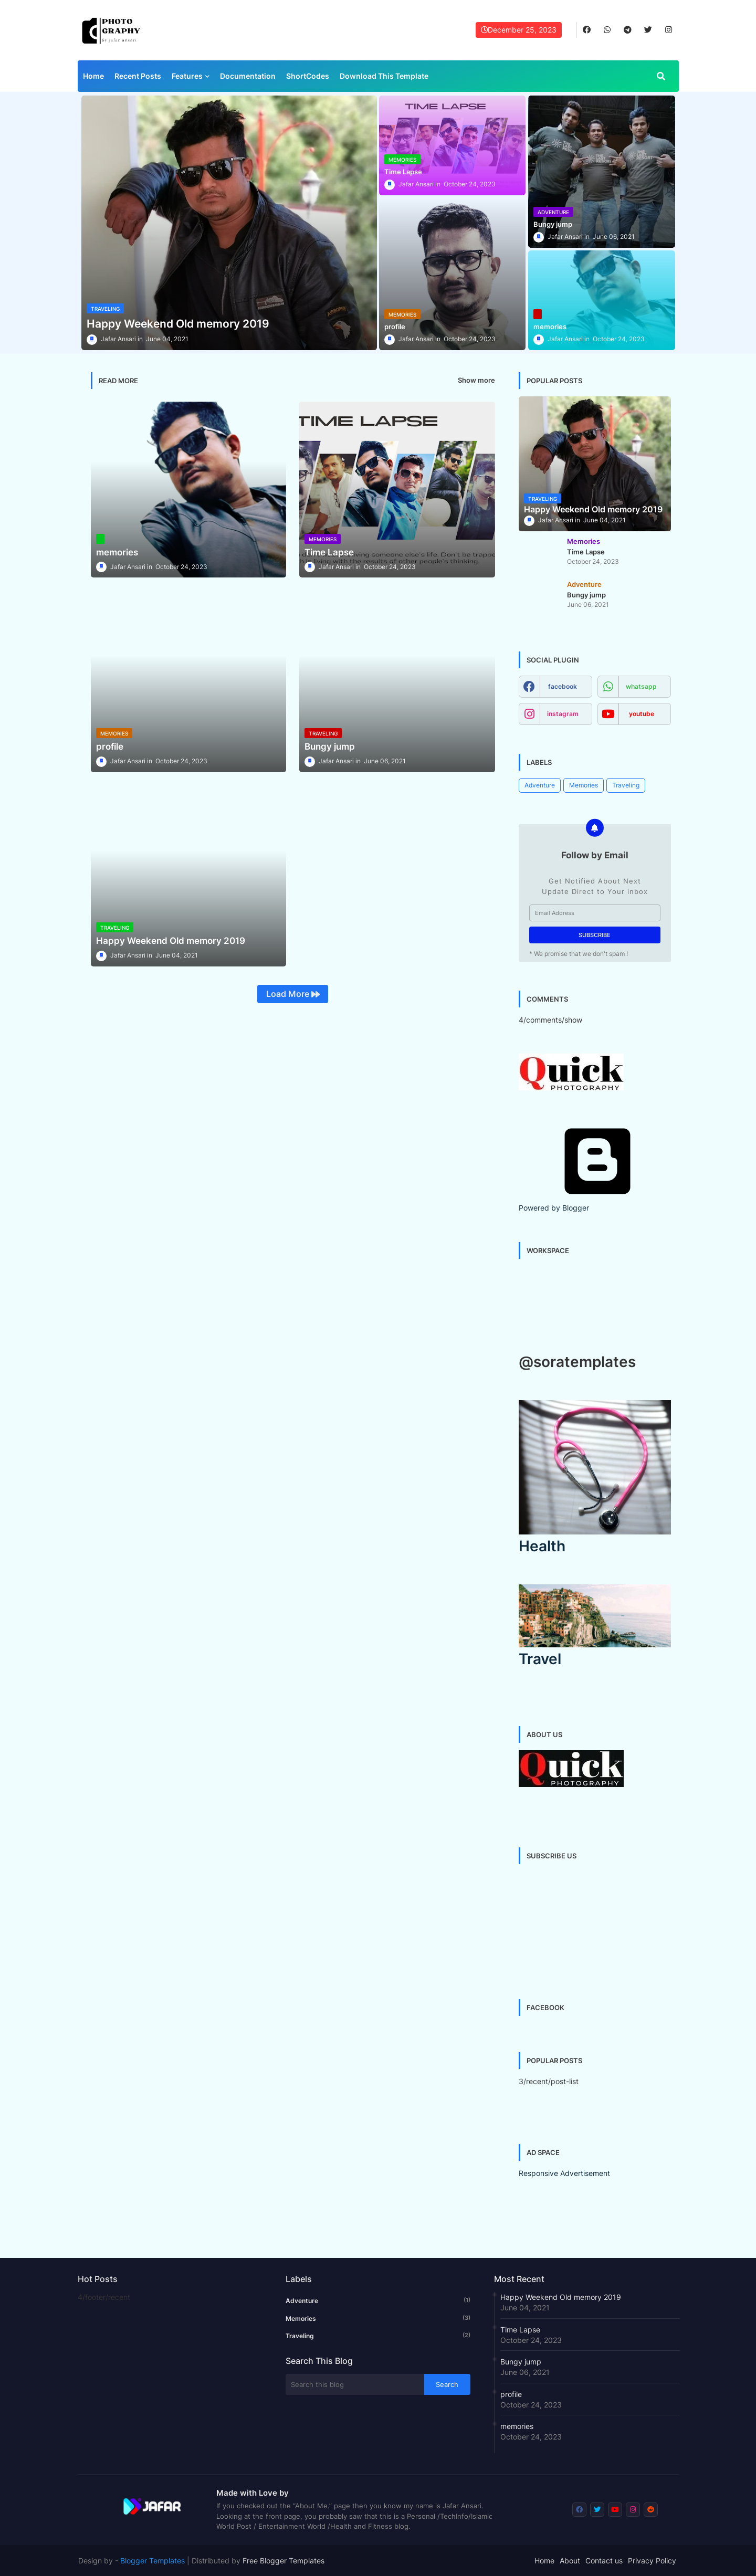 PHOTO
GRAPHY
by jafar ansari
December 25, 2023
Home Recent Posts Features Documentation ShortCodes Download This Template
TRAVELING
Happy Weekend Old memory 2019
Jafar Ansari in June 04, 2021
TIME LAPSE
MEMORIES
Time Lapse
Jafar Ansari in October 24, 2023
MEMORIES
profile
Jafar Ansari in October 24, 2023
ADVENTURE
Bungy jump
Jafar Ansari in June 06, 2021
memories
Jafar Ansari in October 24, 2023
READ MORE
Show more
memories
Jafar Ansari in October 24, 2023
TIME LAPSE
MEMORIES
Time Lapse
Jafar Ansari in October 24, 2023
MEMORIES
profile
Jafar Ansari in October 24, 2023
TRAVELING
Bungy jump
Jafar Ansari in June 06, 2021
TRAVELING
Happy Weekend Old memory 2019
Jafar Ansari in June 04, 2021
Load More
POPULAR POSTS
TRAVELING
Happy Weekend Old memory 2019
Jafar Ansari in June 04, 2021
Memories
Time Lapse
October 24, 2023
Adventure
Bungy jump
June 06, 2021
SOCIAL PLUGIN
facebook
whatsapp
instagram
youtube
LABELS
Adventure Memories Traveling
Follow by Email
Get Notified About Next
Update Direct to Your inbox
Email Address
SUBSCRIBE
* We promise that we don't spam !
COMMENTS
4/comments/show
Quick
PHOTOGRAPHY
Powered by Blogger
WORKSPACE
@soratemplates
Health
Travel
ABOUT US
Quick
PHOTOGRAPHY
SUBSCRIBE US
FACEBOOK
POPULAR POSTS
3/recent/post-list
AD SPACE
Responsive Advertisement
Hot Posts
4/footer/recent
Labels
Adventure (1)
Memories (3)
Traveling (2)
Search This Blog
Search this blog
Search
Most Recent
Happy Weekend Old memory 2019
June 04, 2021
Time Lapse
October 24, 2023
Bungy jump
June 06, 2021
profile
October 24, 2023
memories
October 24, 2023
JAFAR
Made with Love by
If you checked out the "About Me." page then you know my name is Jafar Ansari.
Looking at the front page, you probably saw that this is a Personal /TechInfo/Islamic
World Post / Entertainment World /Health and Fitness blog.
Design by - Blogger Templates | Distributed by Free Blogger Templates
Home About Contact us Privacy Policy